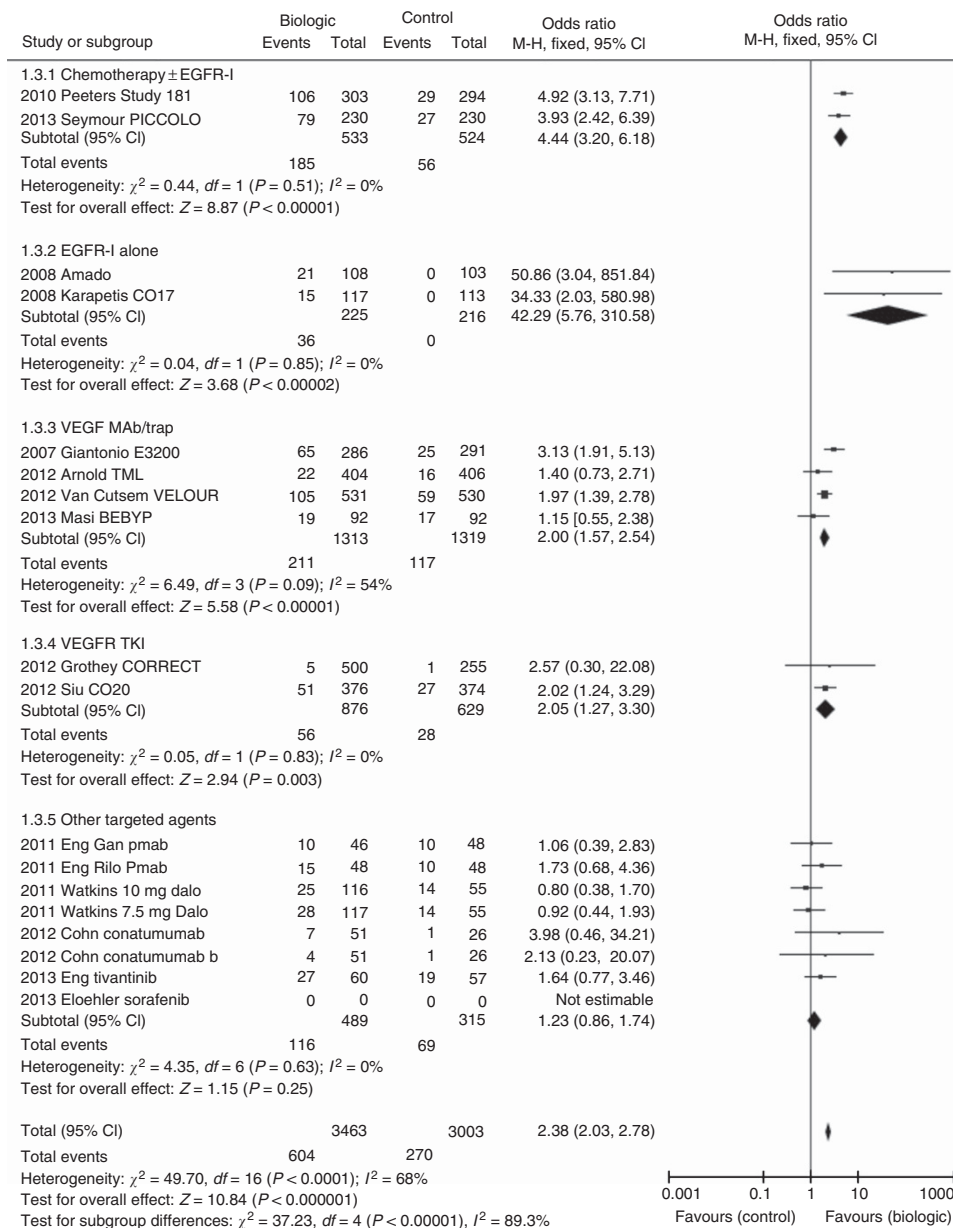 Biologic Control Odds ratio Odds ratio
Study or subgroup Events Total Events Total M-H, fixed, 95% CI M-H, fixed, 95% CI
1.3.1 Chemotherapy ± EGFR-I
2010 Peeters Study 181 106 303 29 294 4.92 (3.13, 7.71)
2013 Seymour PICCOLO 79 230 27 230 3.93 (2.42, 6.39)
Subtotal (95% CI) 533 524 4.44 (3.20, 6.18)
Total events 185 56
Heterogeneity: χ² = 0.44, df = 1 (P = 0.51); I² = 0%
Test for overall effect: Z = 8.87 (P < 0.00001)
1.3.2 EGFR-I alone
2008 Amado 21 108 0 103 50.86 (3.04, 851.84)
2008 Karapetis CO17 15 117 0 113 34.33 (2.03, 580.98)
Subtotal (95% CI) 225 216 42.29 (5.76, 310.58)
Total events 36 0
Heterogeneity: χ² = 0.04, df = 1 (P = 0.85); I² = 0%
Test for overall effect: Z = 3.68 (P < 0.00002)
1.3.3 VEGF MAb/trap
2007 Giantonio E3200 65 286 25 291 3.13 (1.91, 5.13)
2012 Arnold TML 22 404 16 406 1.40 (0.73, 2.71)
2012 Van Cutsem VELOUR 105 531 59 530 1.97 (1.39, 2.78)
2013 Masi BEBYP 19 92 17 92 1.15 [0.55, 2.38)
Subtotal (95% CI) 1313 1319 2.00 (1.57, 2.54)
Total events 211 117
Heterogeneity: χ² = 6.49, df = 3 (P = 0.09); I² = 54%
Test for overall effect: Z = 5.58 (P < 0.00001)
1.3.4 VEGFR TKI
2012 Grothey CORRECT 5 500 1 255 2.57 (0.30, 22.08)
2012 Siu CO20 51 376 27 374 2.02 (1.24, 3.29)
Subtotal (95% CI) 876 629 2.05 (1.27, 3.30)
Total events 56 28
Heterogeneity: χ² = 0.05, df = 1 (P = 0.83); I² = 0%
Test for overall effect: Z = 2.94 (P = 0.003)
1.3.5 Other targeted agents
2011 Eng Gan pmab 10 46 10 48 1.06 (0.39, 2.83)
2011 Eng Rilo Pmab 15 48 10 48 1.73 (0.68, 4.36)
2011 Watkins 10 mg dalo 25 116 14 55 0.80 (0.38, 1.70)
2011 Watkins 7.5 mg Dalo 28 117 14 55 0.92 (0.44, 1.93)
2012 Cohn conatumumab 7 51 1 26 3.98 (0.46, 34.21)
2012 Cohn conatumumab b 4 51 1 26 2.13 (0.23, 20.07)
2013 Eng tivantinib 27 60 19 57 1.64 (0.77, 3.46)
2013 Eloehler sorafenib 0 0 0 0 Not estimable
Subtotal (95% CI) 489 315 1.23 (0.86, 1.74)
Total events 116 69
Heterogeneity: χ² = 4.35, df = 6 (P = 0.63); I² = 0%
Test for overall effect: Z = 1.15 (P = 0.25)
Total (95% CI) 3463 3003 2.38 (2.03, 2.78)
Total events 604 270
Heterogeneity: χ² = 49.70, df = 16 (P < 0.0001); I² = 68%
Test for overall effect: Z = 10.84 (P < 0.000001)
Test for subgroup differences: χ² = 37.23, df = 4 (P < 0.00001), I² = 89.3%
0.001 0.1 1 10 1000
Favours (control) Favours (biologic)